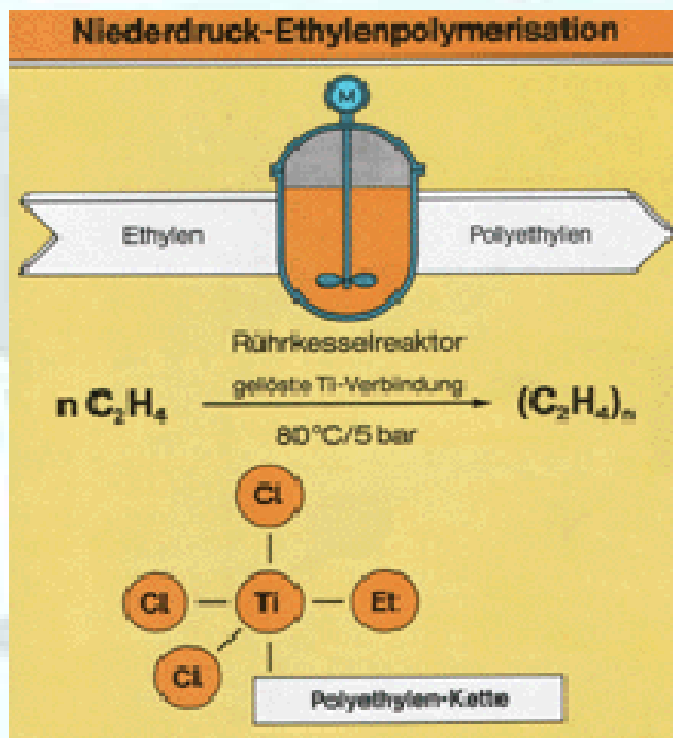 Niederdruck-Ethylenpolymerisation
M
Ethylen
Polyethylen
Rührkesselreaktor
gelöste Ti-Verbindung
n C₂H₄
(C₂H₄)ₙ
80°C/5 bar
Cl
Cl
Ti
Et
Cl
Polyethylen-Kette